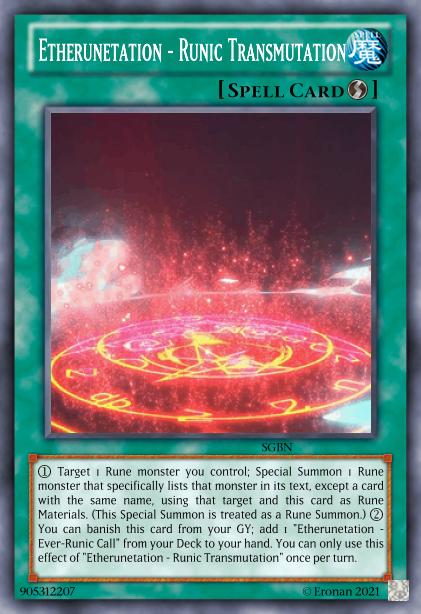 Etherunetation - Runic Transmutation
SPELL
魔
[Spell Card]
SGBN
① Target 1 Rune monster you control; Special Summon 1 Rune
monster that specifically lists that monster in its text, except a card
with the same name, using that target and this card as Rune
Materials. (This Special Summon is treated as a Rune Summon.) ②
You can banish this card from your GY; add 1 "Etherunetation -
Ever-Runic Call" from your Deck to your hand. You can only use this
effect of "Etherunetation - Runic Transmutation" once per turn.
905312207
© Eronan 2021